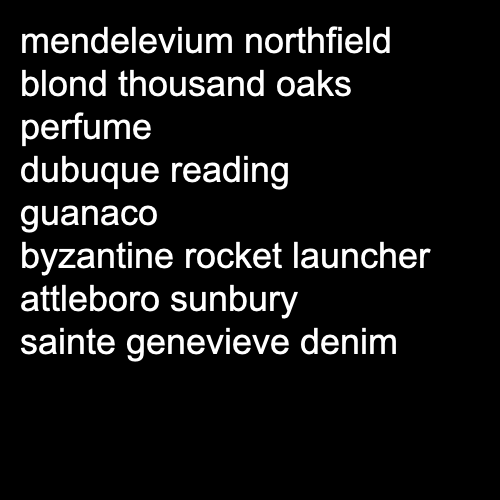 mendelevium northfield
blond thousand oaks
perfume
dubuque reading
guanaco
byzantine rocket launcher
attleboro sunbury
sainte genevieve denim